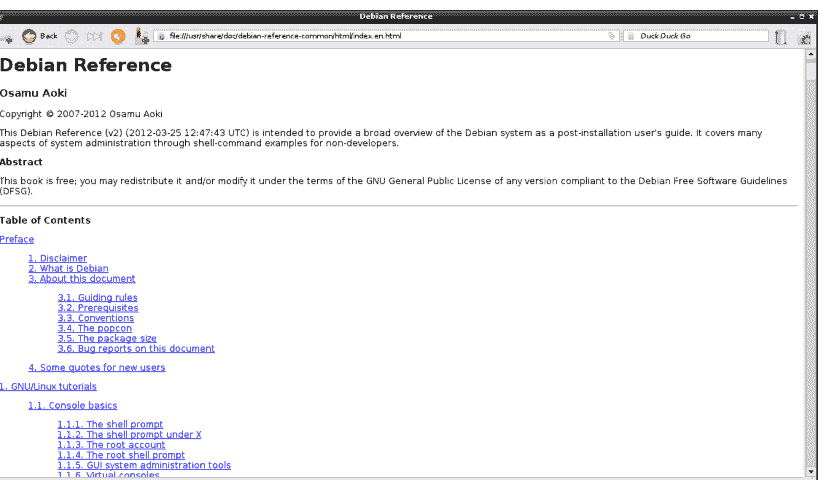 Debian Reference
Back
file:///usr/share/doc/debian-reference-common/html/index.en.html
Duck Duck Go
Debian Reference
Osamu Aoki
Copyright © 2007-2012 Osamu Aoki
This Debian Reference (v2) (2012-03-25 12:47:43 UTC) is intended to provide a broad overview of the Debian system as a post-installation user's guide. It covers many
aspects of system administration through shell-command examples for non-developers.
Abstract
This book is free; you may redistribute it and/or modify it under the terms of the GNU General Public License of any version compliant to the Debian Free Software Guidelines
(DFSG).
Table of Contents
Preface
1. Disclaimer
2. What is Debian
3. About this document
3.1. Guiding rules
3.2. Prerequisites
3.3. Conventions
3.4. The popcon
3.5. The package size
3.6. Bug reports on this document
4. Some quotes for new users
1. GNU/Linux tutorials
1.1. Console basics
1.1.1. The shell prompt
1.1.2. The shell prompt under X
1.1.3. The root account
1.1.4. The root shell prompt
1.1.5. GUI system administration tools
1.1.6. Virtual consoles